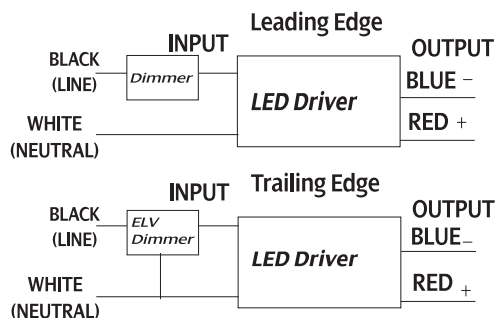 Leading Edge
INPUT
OUTPUT
BLACK
(LINE)
Dimmer
LED Driver
BLUE -
WHITE
(NEUTRAL)
RED +
Trailing Edge
INPUT
OUTPUT
BLACK
(LINE)
ELV
Dimmer
LED Driver
BLUE-
WHITE
(NEUTRAL)
RED +